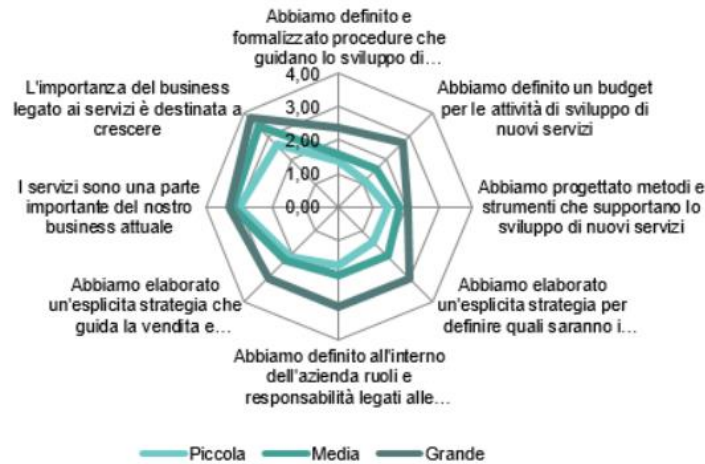 Abbiamo definito e
formalizzato procedure che
guidano lo sviluppo di...
Abbiamo definito un budget
per le attività di sviluppo di
nuovi servizi
Abbiamo progettato metodi e
strumenti che supportano lo
sviluppo di nuovi servizi
Abbiamo elaborato
un'esplicita strategia per
definire quali saranno i...
Abbiamo definito all'interno
dell'azienda ruoli e
responsabilità legati alle...
Abbiamo elaborato
un'esplicita strategia che
guida la vendita e...
I servizi sono una parte
importante del nostro
business attuale
L'importanza del business
legato ai servizi è destinata a
crescere
4,00
3,00
2,00
1,00
0,00
Piccola
Media
Grande